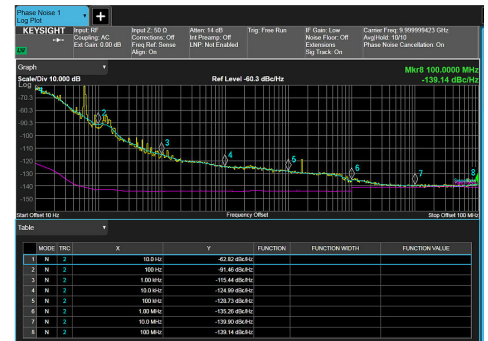 Phase Noise 1
Log Plot
KEYSIGHT
Input: RF
Coupling: AC
Ext Gain: 0.00 dB
Input Z: 50 Ω
Corrections: Off
Freq Ref: Sense
Align: On
Atten: 14 dB
Int Preamp: Off
LNP: Not Enabled
Trig: Free Run
IF Gain: Low
Noise Floor: Off
Extensions
Sig Track: On
Carrier Freq: 9.999999423 GHz
Avg|Hold: 10/10
Phase Noise Cancellation: On
Graph
Scale/Div 10.000 dB
Ref Level -60.3 dBc/Hz
Mkr8 100.0000 MHz
-139.14 dBc/Hz
Log
-70.3
-80.3
-90.3
-100
-110
-120
-130
-140
-150
2
3
4
5
6
7
8
Start Offset 10 Hz
Frequency Offset
Stop Offset 100 MHz
Table
MODE TRC X Y FUNCTION FUNCTION WIDTH FUNCTION VALUE
1 N 2 10.0 Hz -62.82 dBc/Hz
2 N 2 100 Hz -91.46 dBc/Hz
3 N 2 1.00 kHz -115.44 dBc/Hz
4 N 2 10.0 kHz -124.99 dBc/Hz
5 N 2 100 kHz -128.73 dBc/Hz
6 N 2 1.00 MHz -135.26 dBc/Hz
7 N 2 10.0 MHz -139.90 dBc/Hz
8 N 2 100 MHz -139.14 dBc/Hz